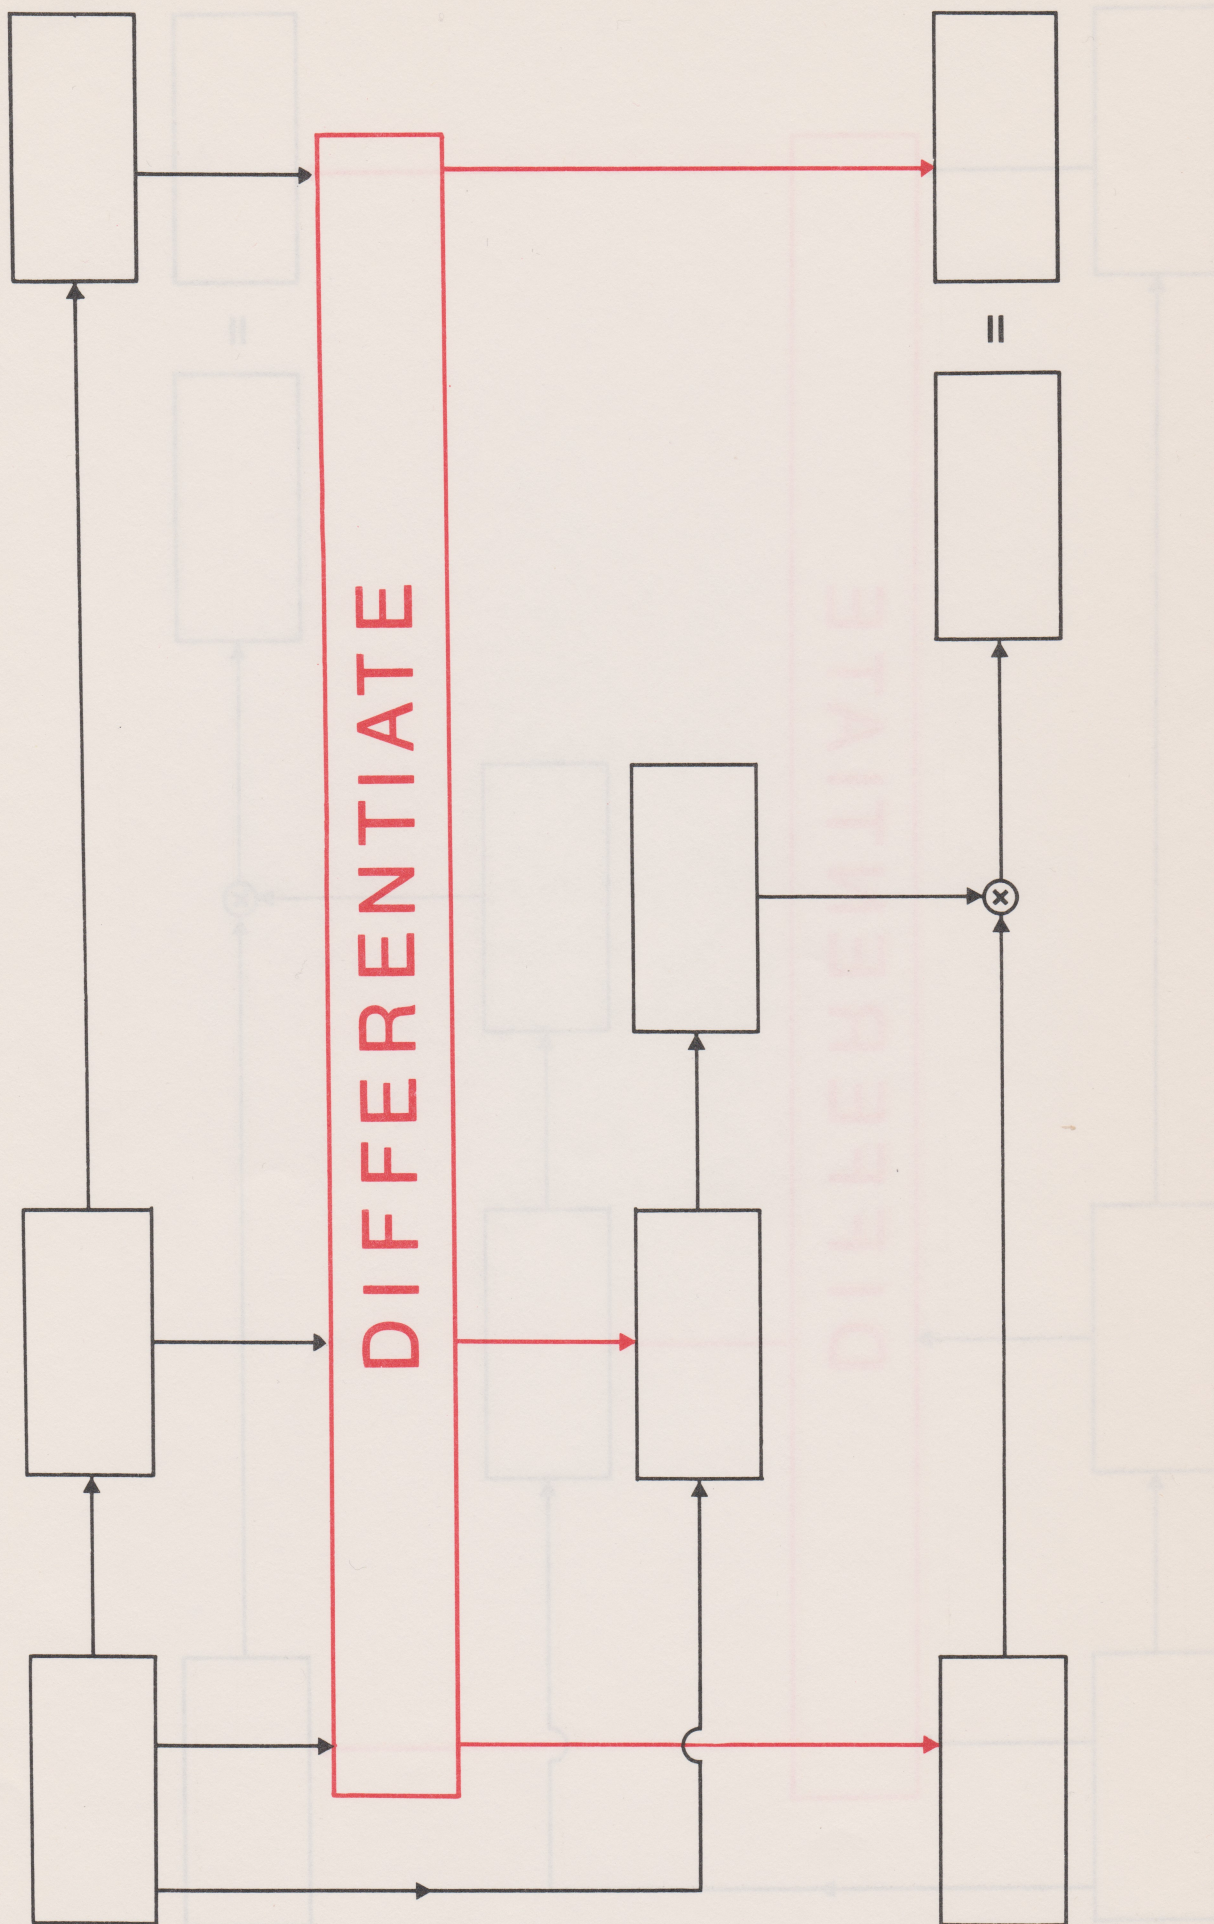 DIFFERENTIATE
=
×